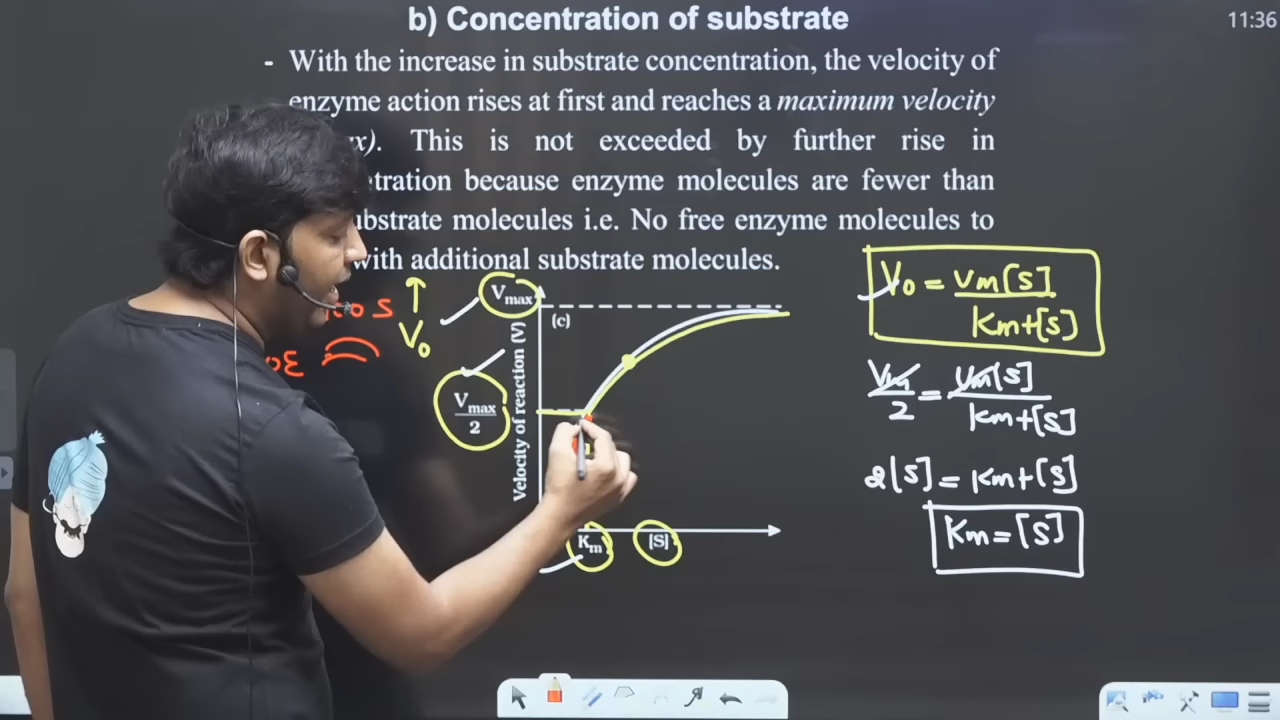 b) Concentration of substrate
11:36
- With the increase in substrate concentration, the velocity of
enzyme action rises at first and reaches a maximum velocity
x). This is not exceeded by further rise in
etration because enzyme molecules are fewer than
ubstrate molecules i.e. No free enzyme molecules to
with additional substrate molecules.
Vmax
(c)
V0
Vmax
2
Velocity of reaction (V)
Km
[S]
V0 = Vm[S]
Km+[S]
Vm = Vm[S]
2 Km+[S]
2[S] = Km+[S]
Km = [S]